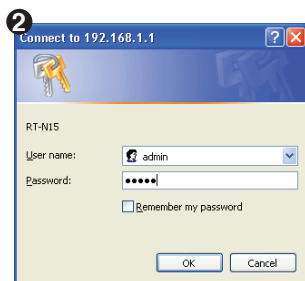 2
Connect to 192.168.1.1
RT-N15
User name:
admin
Password:
•••••
Remember my password
OK
Cancel